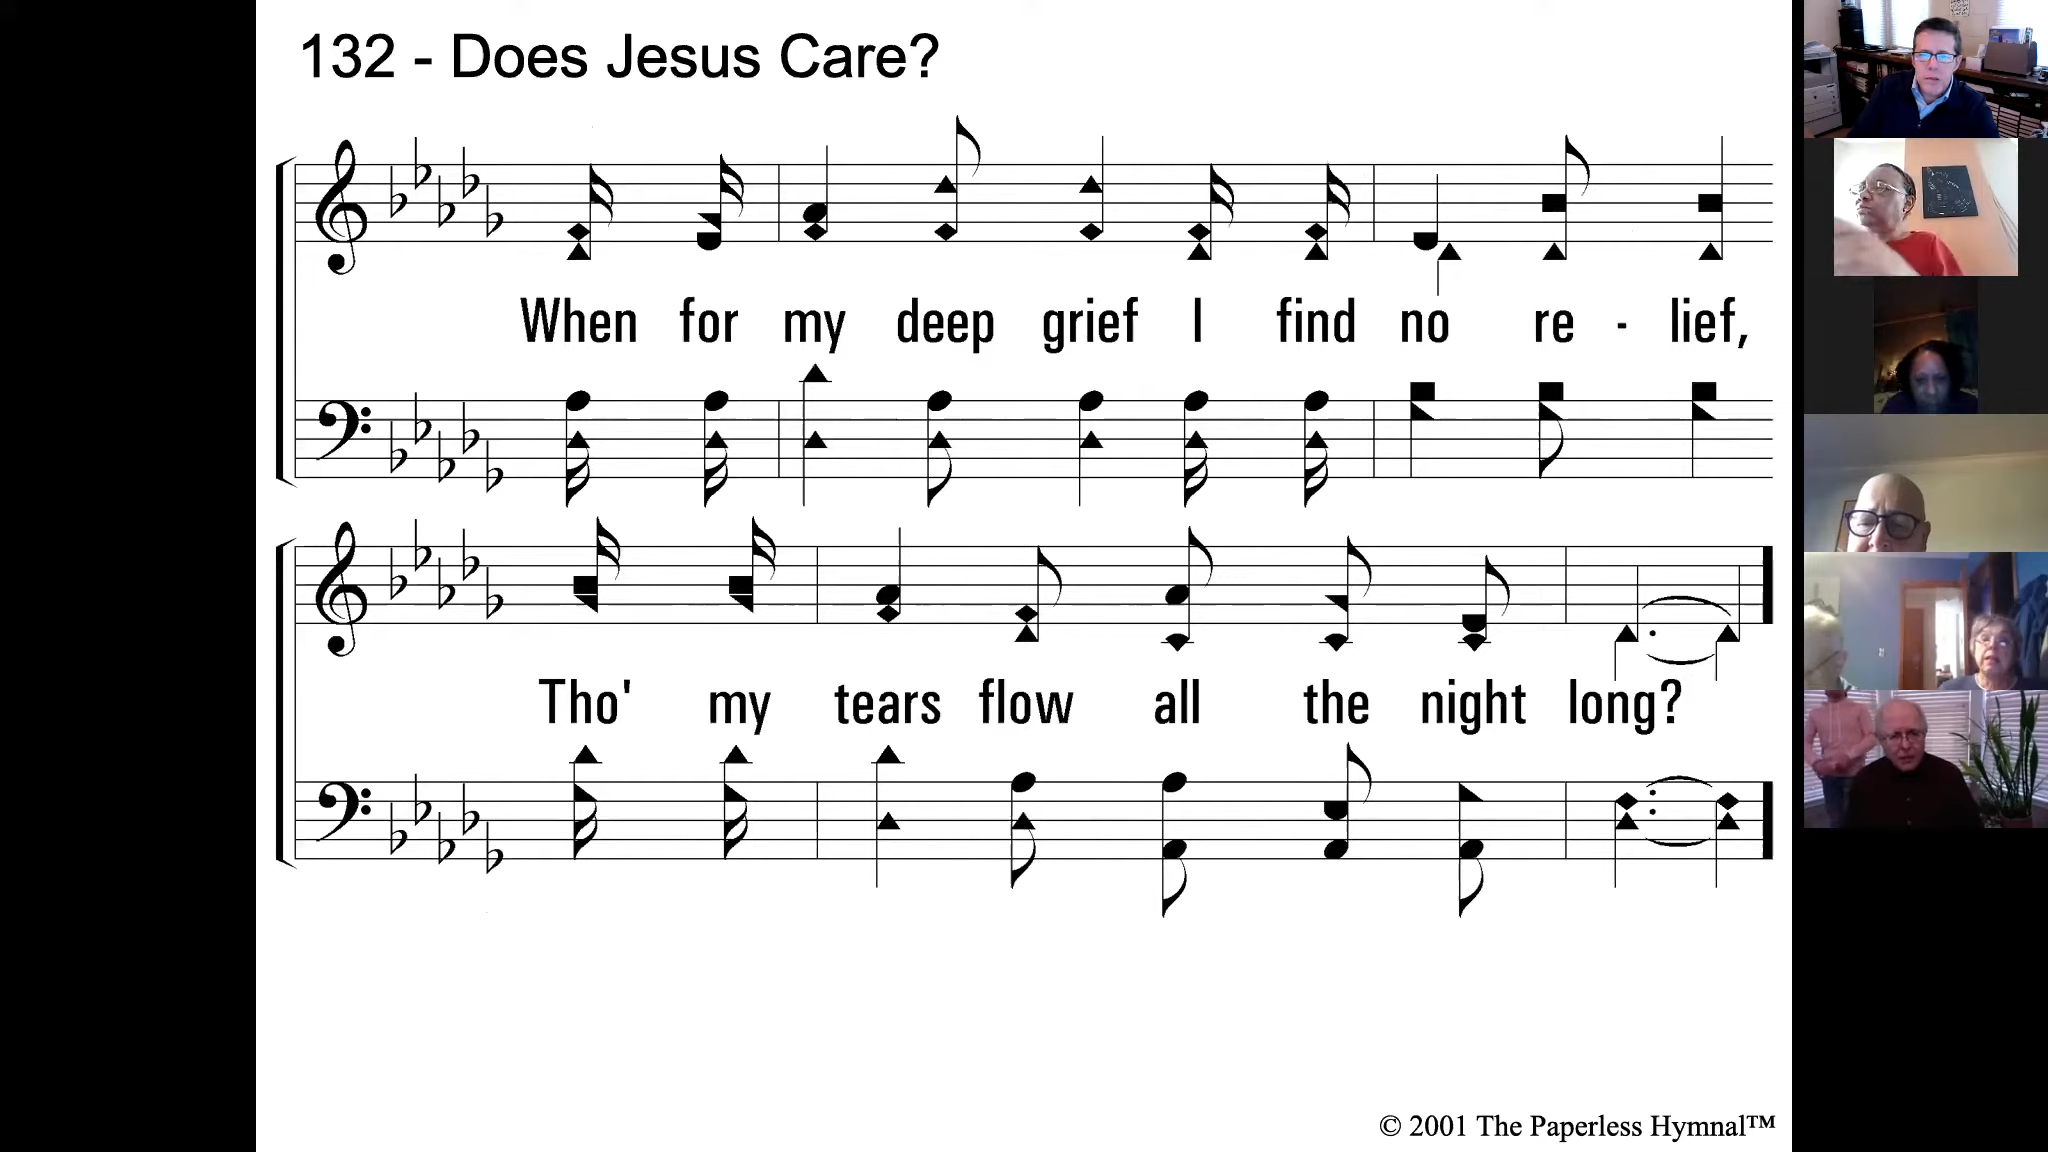 132 - Does Jesus Care?
When for my deep grief I find no re - lief,
Tho' my tears flow all the night long?
© 2001 The Paperless Hymnal™